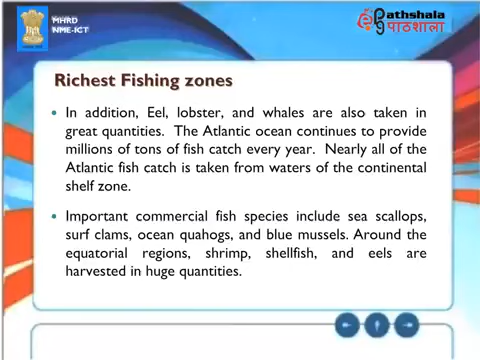 MHRD
NME-ICT
ePathshala
पाठशाला
Richest Fishing zones
• In addition, Eel, lobster, and whales are also taken in
great quantities. The Atlantic ocean continues to provide
millions of tons of fish catch every year. Nearly all of the
Atlantic fish catch is taken from waters of the continental
shelf zone.
• Important commercial fish species include sea scallops,
surf clams, ocean quahogs, and blue mussels. Around the
equatorial regions, shrimp, shellfish, and eels are
harvested in huge quantities.